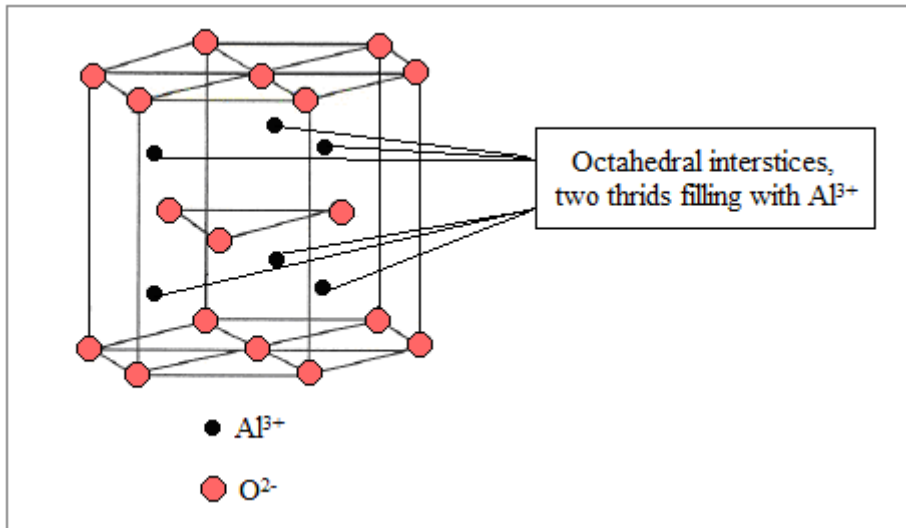 Octahedral interstices,
two thrids filling with Al³⁺
Al³⁺
O²⁻